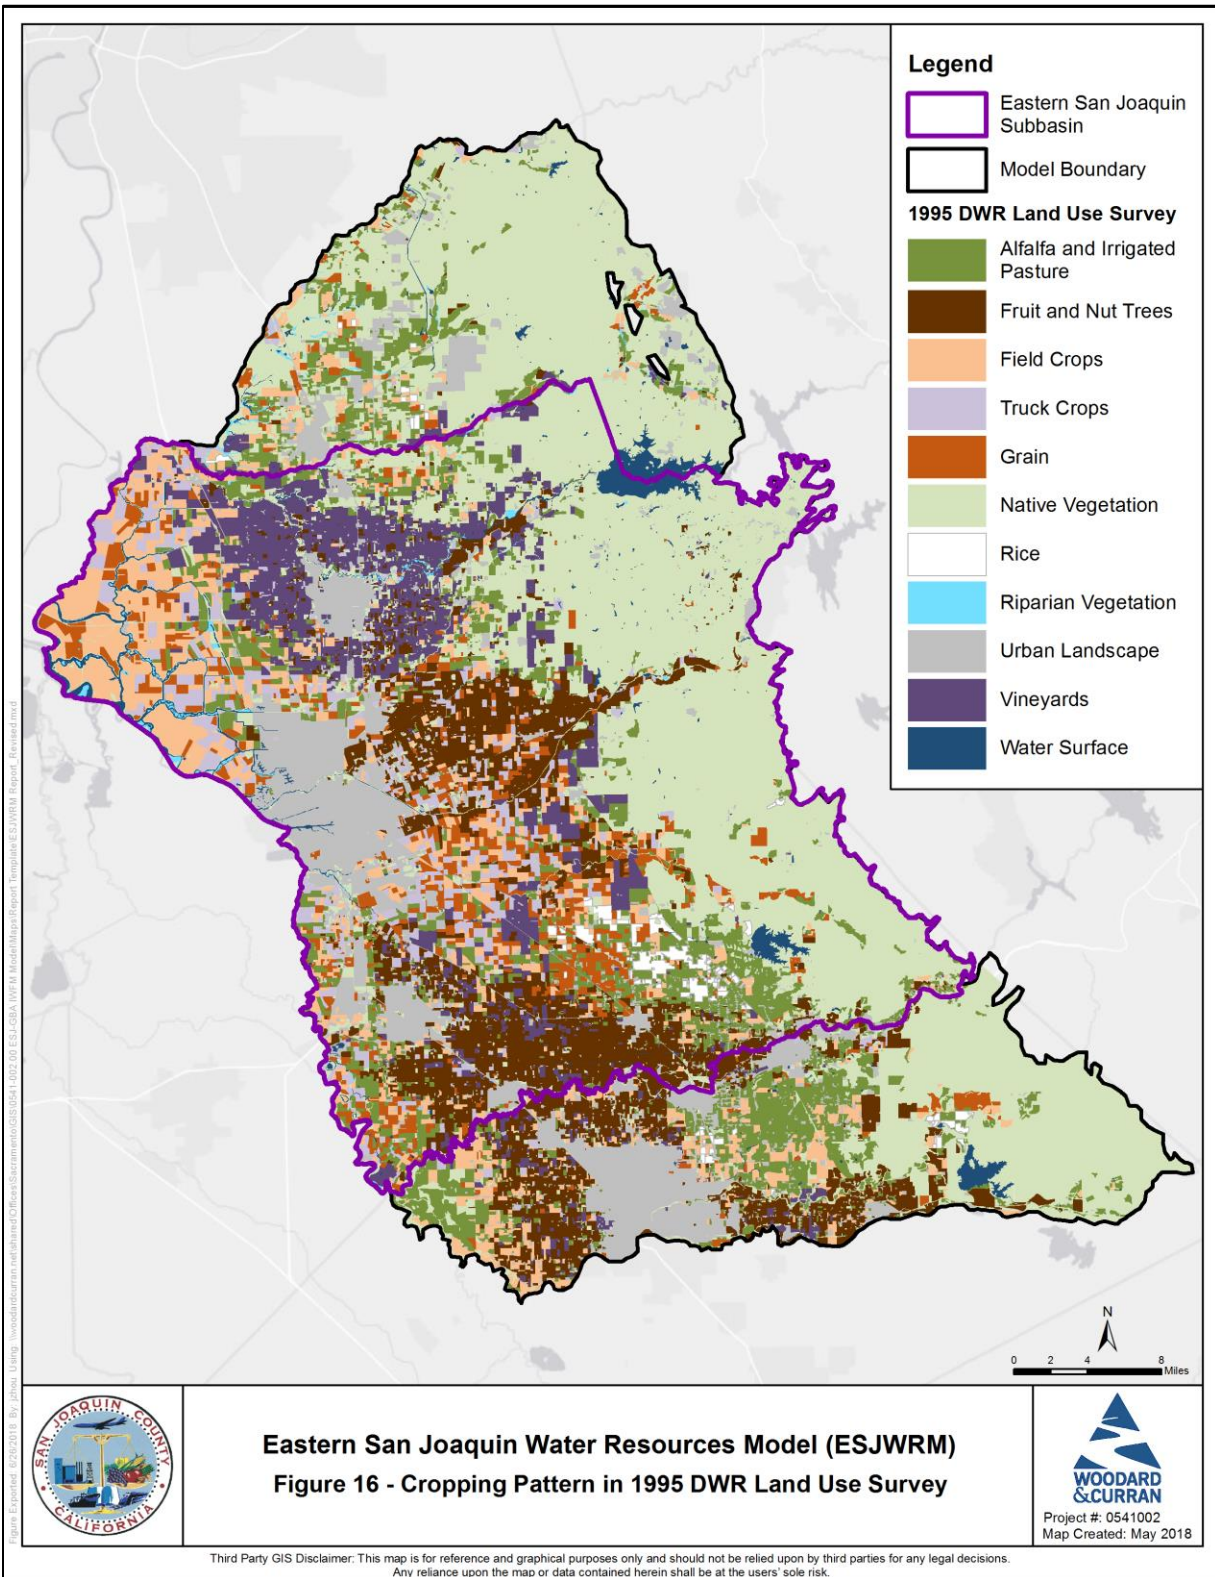 Legend
Eastern San Joaquin
Subbasin
Model Boundary
1995 DWR Land Use Survey
Alfalfa and Irrigated
Pasture
Fruit and Nut Trees
Field Crops
Truck Crops
Grain
Native Vegetation
Rice
Riparian Vegetation
Urban Landscape
Vineyards
Water Surface
N
0 2 4 8
Miles
SAN JOAQUIN COUNTY
CALIFORNIA
Eastern San Joaquin Water Resources Model (ESJWRM)
Figure 16 - Cropping Pattern in 1995 DWR Land Use Survey
WOODARD
&CURRAN
Project #: 0541002
Map Created: May 2018
Third Party GIS Disclaimer: This map is for reference and graphical purposes only and should not be relied upon by third parties for any legal decisions.
Any reliance upon the map or data contained herein shall be at the users' sole risk.